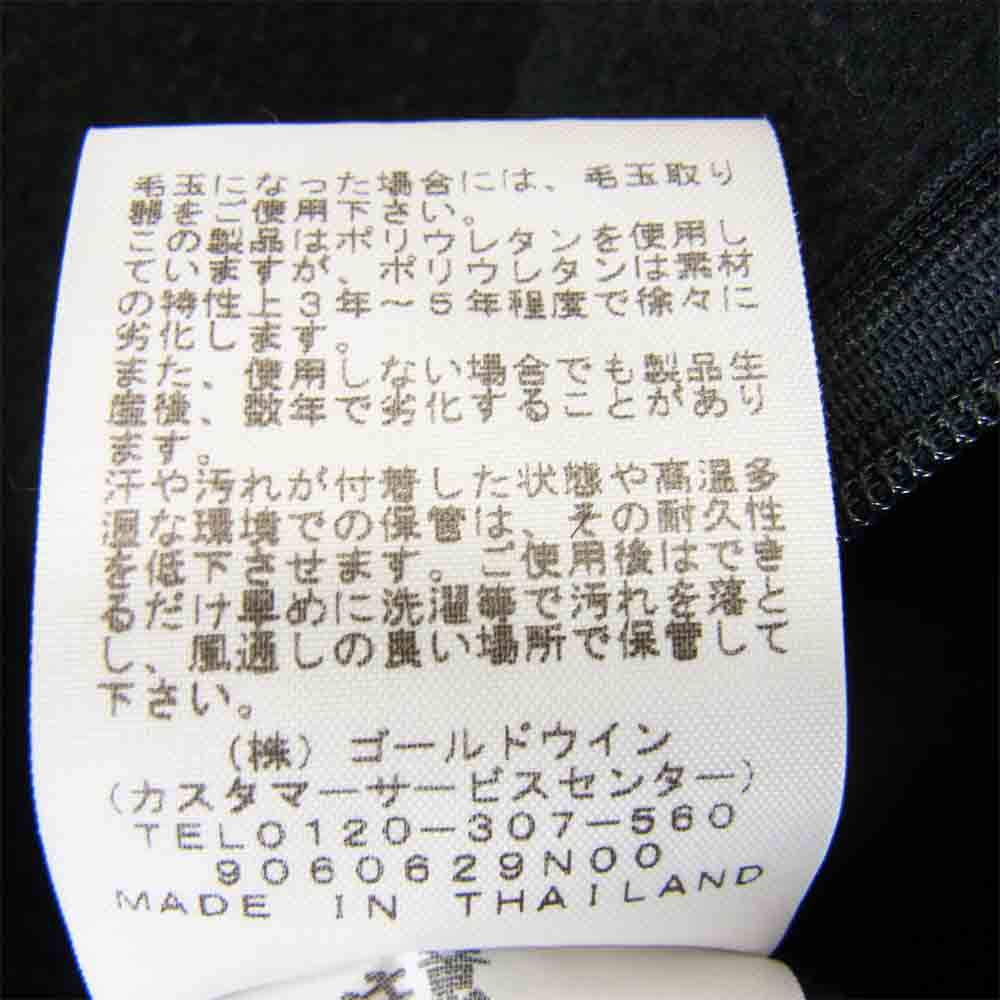 毛玉になった場合には、毛玉取り
器をご使用下さい。
この製品はポリウレタンを使用し
ていますが、ポリウレタンは素材
の特性上3年～5年程度で徐々に
劣化します。
また、使用しない場合でも製品生
産後、数年で劣化することがあり
ます。
汗や汚れが付着した状態や高温多
湿な環境での保管は、その耐久性
を低下させます。ご使用後はでき
るだけ早めに洗濯等で汚れを落と
し、風通しの良い場所で保管して
下さい。
(株)ゴールドウイン
(カスタマーサービスセンター)
TEL0120-307-560
9060629N00
MADE IN THAILAND